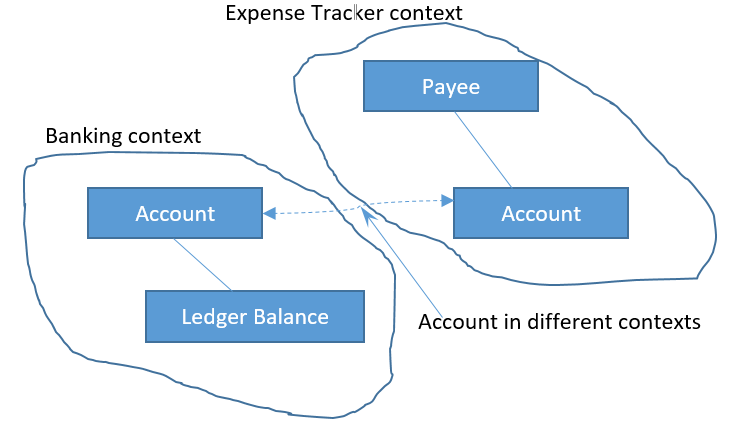 Expense Tracker context
Payee
Banking context
Account
Account
Ledger Balance
Account in different contexts